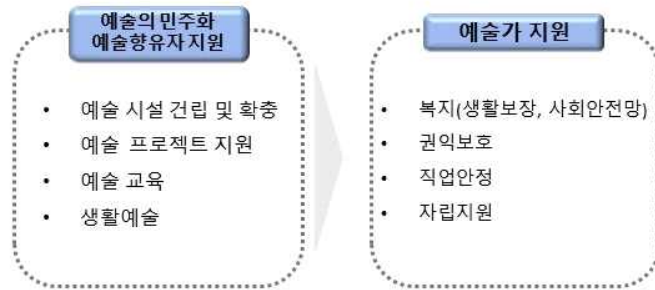 예술의 민주화
예술향유자 지원
• 예술 시설 건립 및 확충
• 예술 프로젝트 지원
• 예술 교육
• 생활예술
예술가 지원
• 복지(생활보장, 사회안전망)
• 권익보호
• 직업안정
• 자립지원